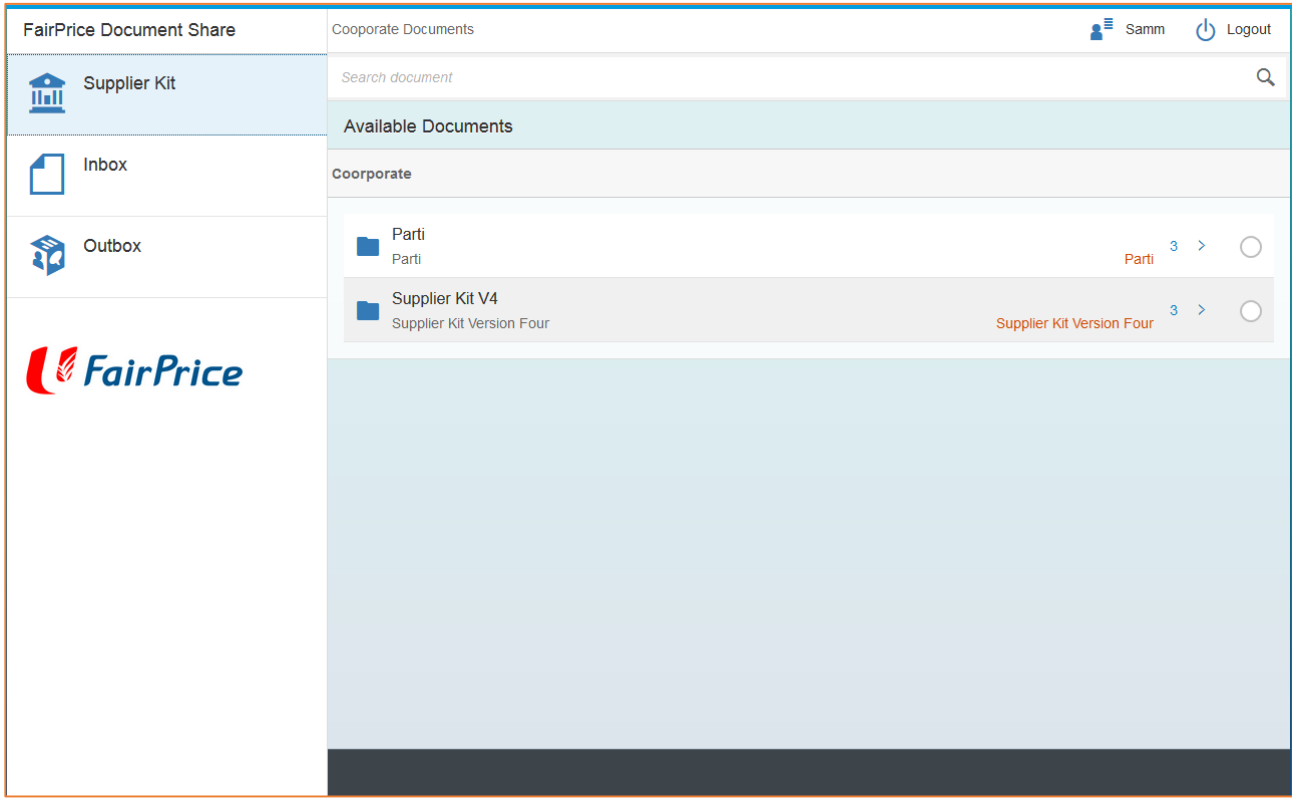 FairPrice Document Share
Cooporate Documents
Samm
Logout
Supplier Kit
Search document
Available Documents
Inbox
Coorporate
Outbox
Parti
Parti
Parti
3
Supplier Kit V4
Supplier Kit Version Four
Supplier Kit Version Four
3
FairPrice